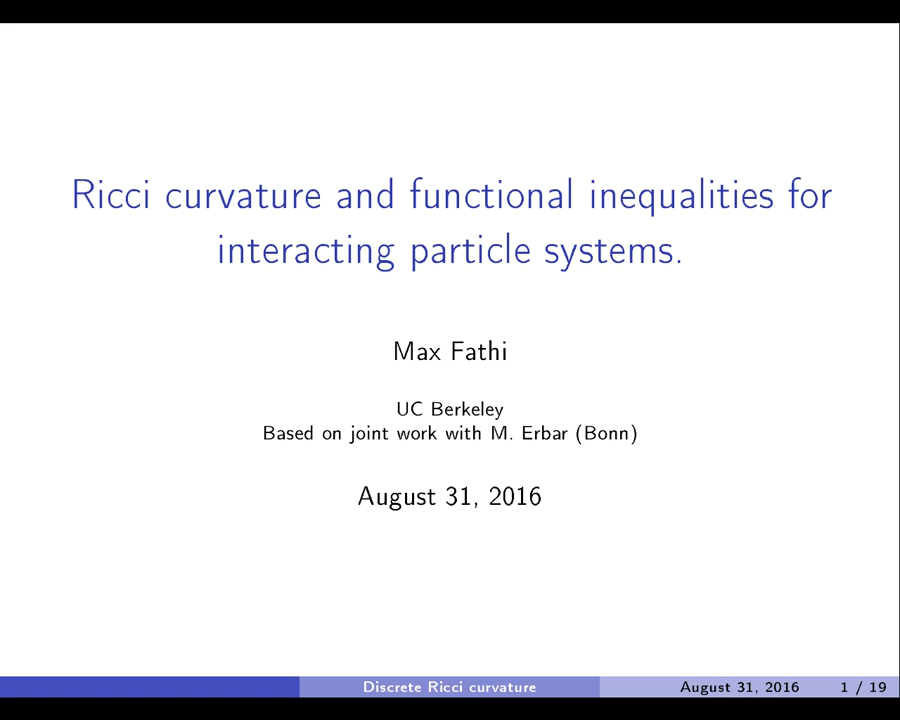 Ricci curvature and functional inequalities for
interacting particle systems.
Max Fathi
UC Berkeley
Based on joint work with M. Erbar (Bonn)
August 31, 2016
Discrete Ricci curvature
August 31, 2016
1 / 19